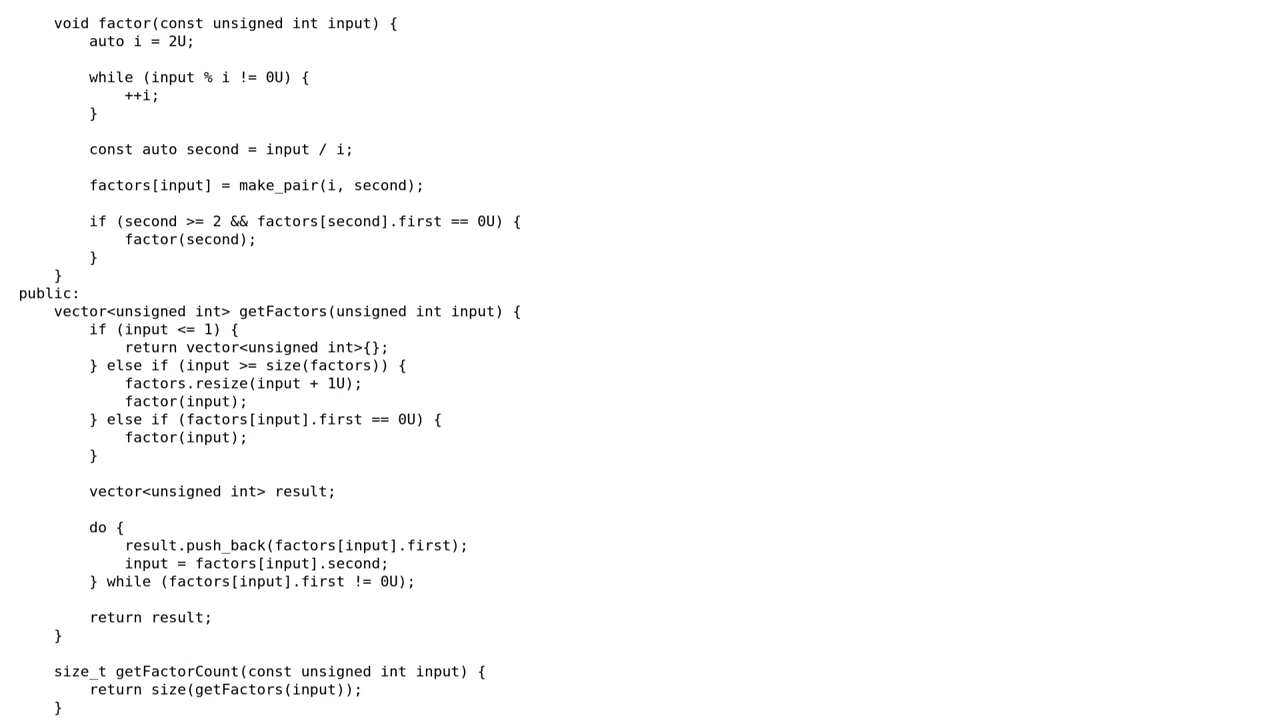 void factor(const unsigned int input) {
        auto i = 2U;

        while (input % i != 0U) {
            ++i;
        }

        const auto second = input / i;

        factors[input] = make_pair(i, second);

        if (second >= 2 && factors[second].first == 0U) {
            factor(second);
        }
    }
public:
    vector<unsigned int> getFactors(unsigned int input) {
        if (input <= 1) {
            return vector<unsigned int>{};
        } else if (input >= size(factors)) {
            factors.resize(input + 1U);
            factor(input);
        } else if (factors[input].first == 0U) {
            factor(input);
        }

        vector<unsigned int> result;

        do {
            result.push_back(factors[input].first);
            input = factors[input].second;
        } while (factors[input].first != 0U);

        return result;
    }

    size_t getFactorCount(const unsigned int input) {
        return size(getFactors(input));
    }